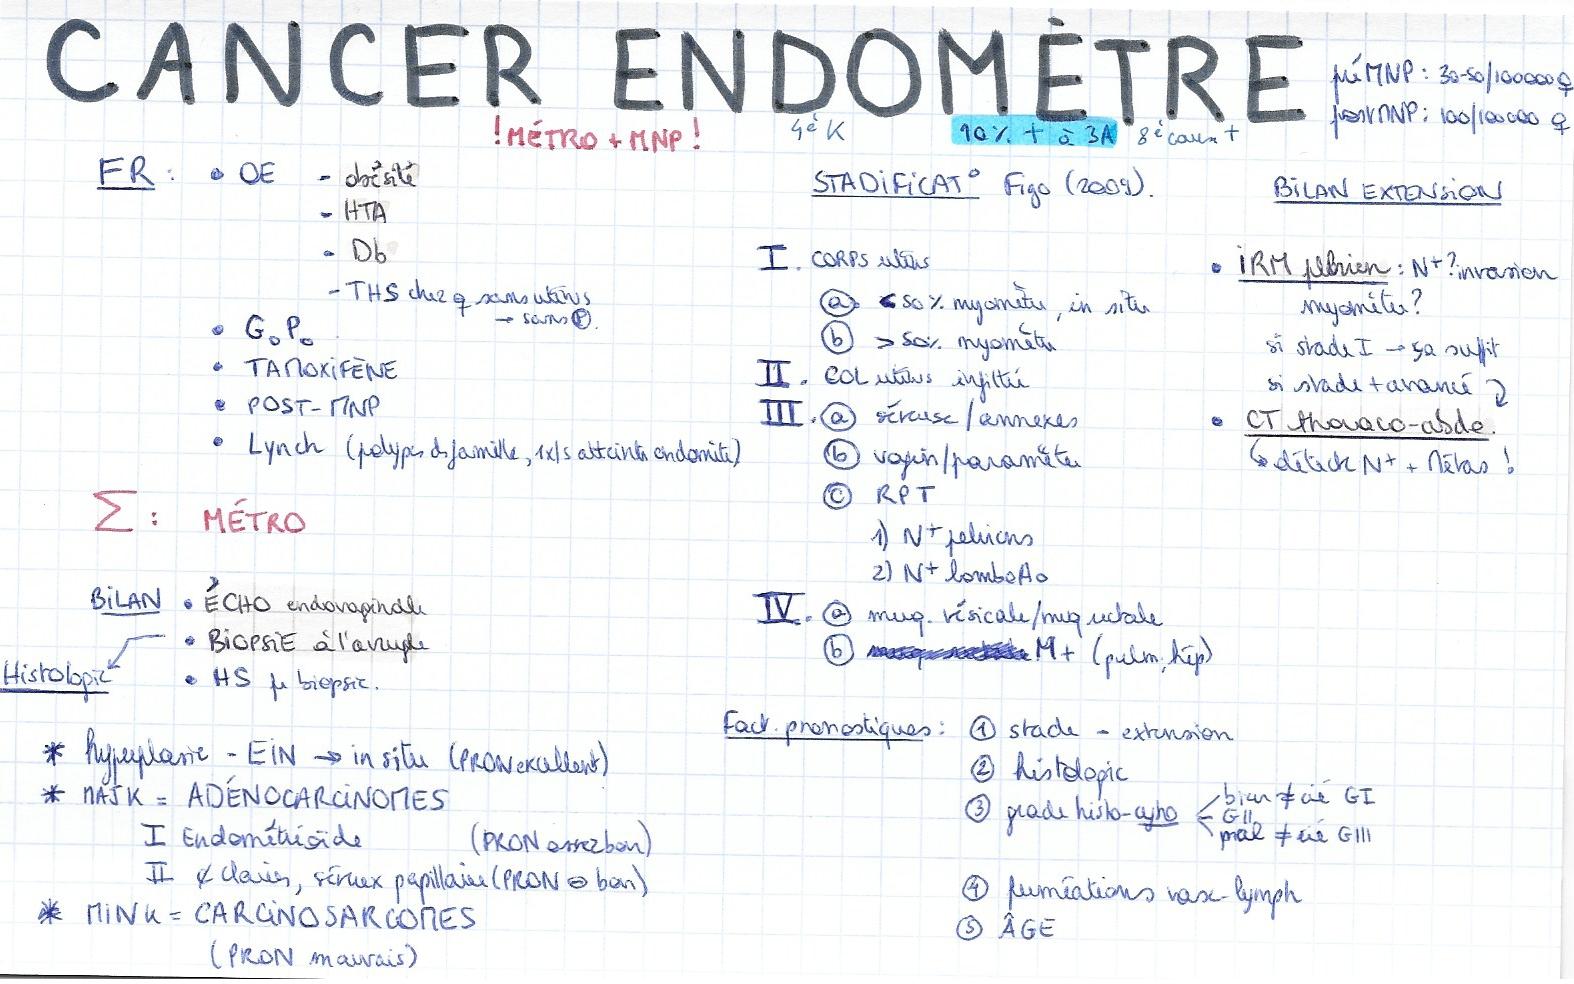 CANCER ENDOMÈTRE
préMNP : 30-50/100000♀
postMNP : 100/100000 ♀
! MÉTRO + MNP !
4è K
90% + à 3A
8è cause +
FR : • OE - obésité
- HTA
- Db
- THS chez ♀ sans utérus
→ sans Ⓟ.
• G₀P₀
• TAMOXIFÈNE
• POST-MNP
• Lynch (polypes ds famille, 1x/s atteinte endomètre)
Σ : MÉTRO
BILAN • ÉCHO endovaginale
• BIOPSIE à l'aveugle
• HS + biopsie.
Histologie
* hyperplasie - EIN → in situ (PRON excellent)
* MAJK = ADÉNOCARCINOMES
I Endométrioïde (PRON assez bon)
II ¢ claires, séreux papillaire (PRON ⊖ bon)
* MINK = CARCINOSARCOMES
(PRON mauvais)
STADIFICAT° Figo (2009).
I. CORPS utérus
ⓐ < 50% myomètre, in situ
ⓑ > 50% myomètre
II. COL utérus infiltré
III. ⓐ séreuse/annexes
ⓑ vagin/paramètre
ⓒ RPT
1) N+ pelviens
2) N+ lomboAo
IV. ⓐ muq. vésicale/muq rectale
ⓑ M+ (pulm, hép)
Fact. pronostiques : ① stade - extension
② histologie
③ grade histo-cyto
bien ≠cié GI
GII
mal ≠cié GIII
④ perméations vasc-lymph
⑤ ÂGE
BILAN EXTENSION
• IRM pelvien : N+? invasion
myomètre?
si stade I → ça suffit
si stade + avancé
• CT thoraco-abdo.
↳ détecte N+ + Métas !